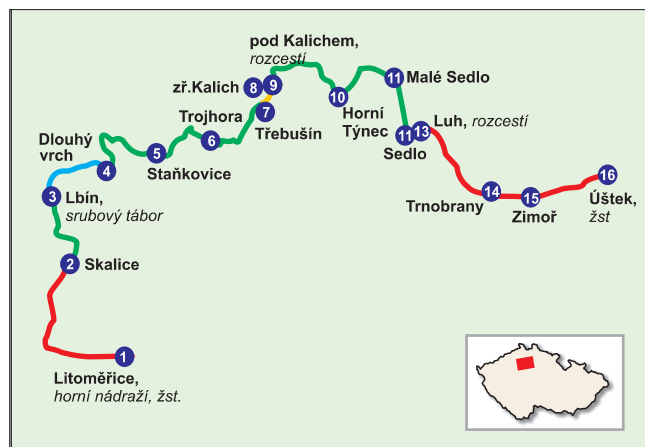 pod Kalichem,
rozcestí
zř.Kalich
8
9
11
Malé Sedlo
Trojhora
7
Třebušín
10
Horní
Týnec
11
13
Luh, rozcestí
Sedlo
Dlouhý
vrch
4
5
Staňkovice
6
3
Lbín,
srubový tábor
Trnobrany
14
15
Zimoř
16
Úštek,
žst
2
Skalice
1
Litoměřice,
horní nádraží, žst.